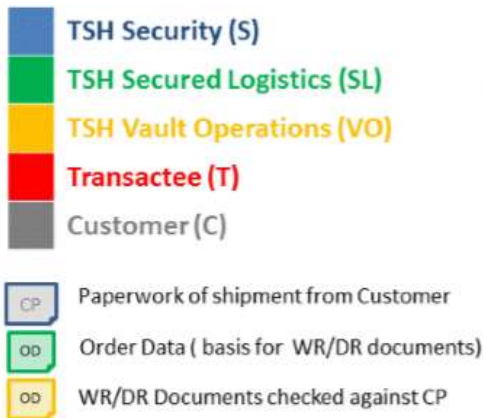 TSH Security (S)
TSH Secured Logistics (SL)
TSH Vault Operations (VO)
Transactee (T)
Customer (C)
CP Paperwork of shipment from Customer
OD Order Data ( basis for WR/DR documents)
OD WR/DR Documents checked against CP